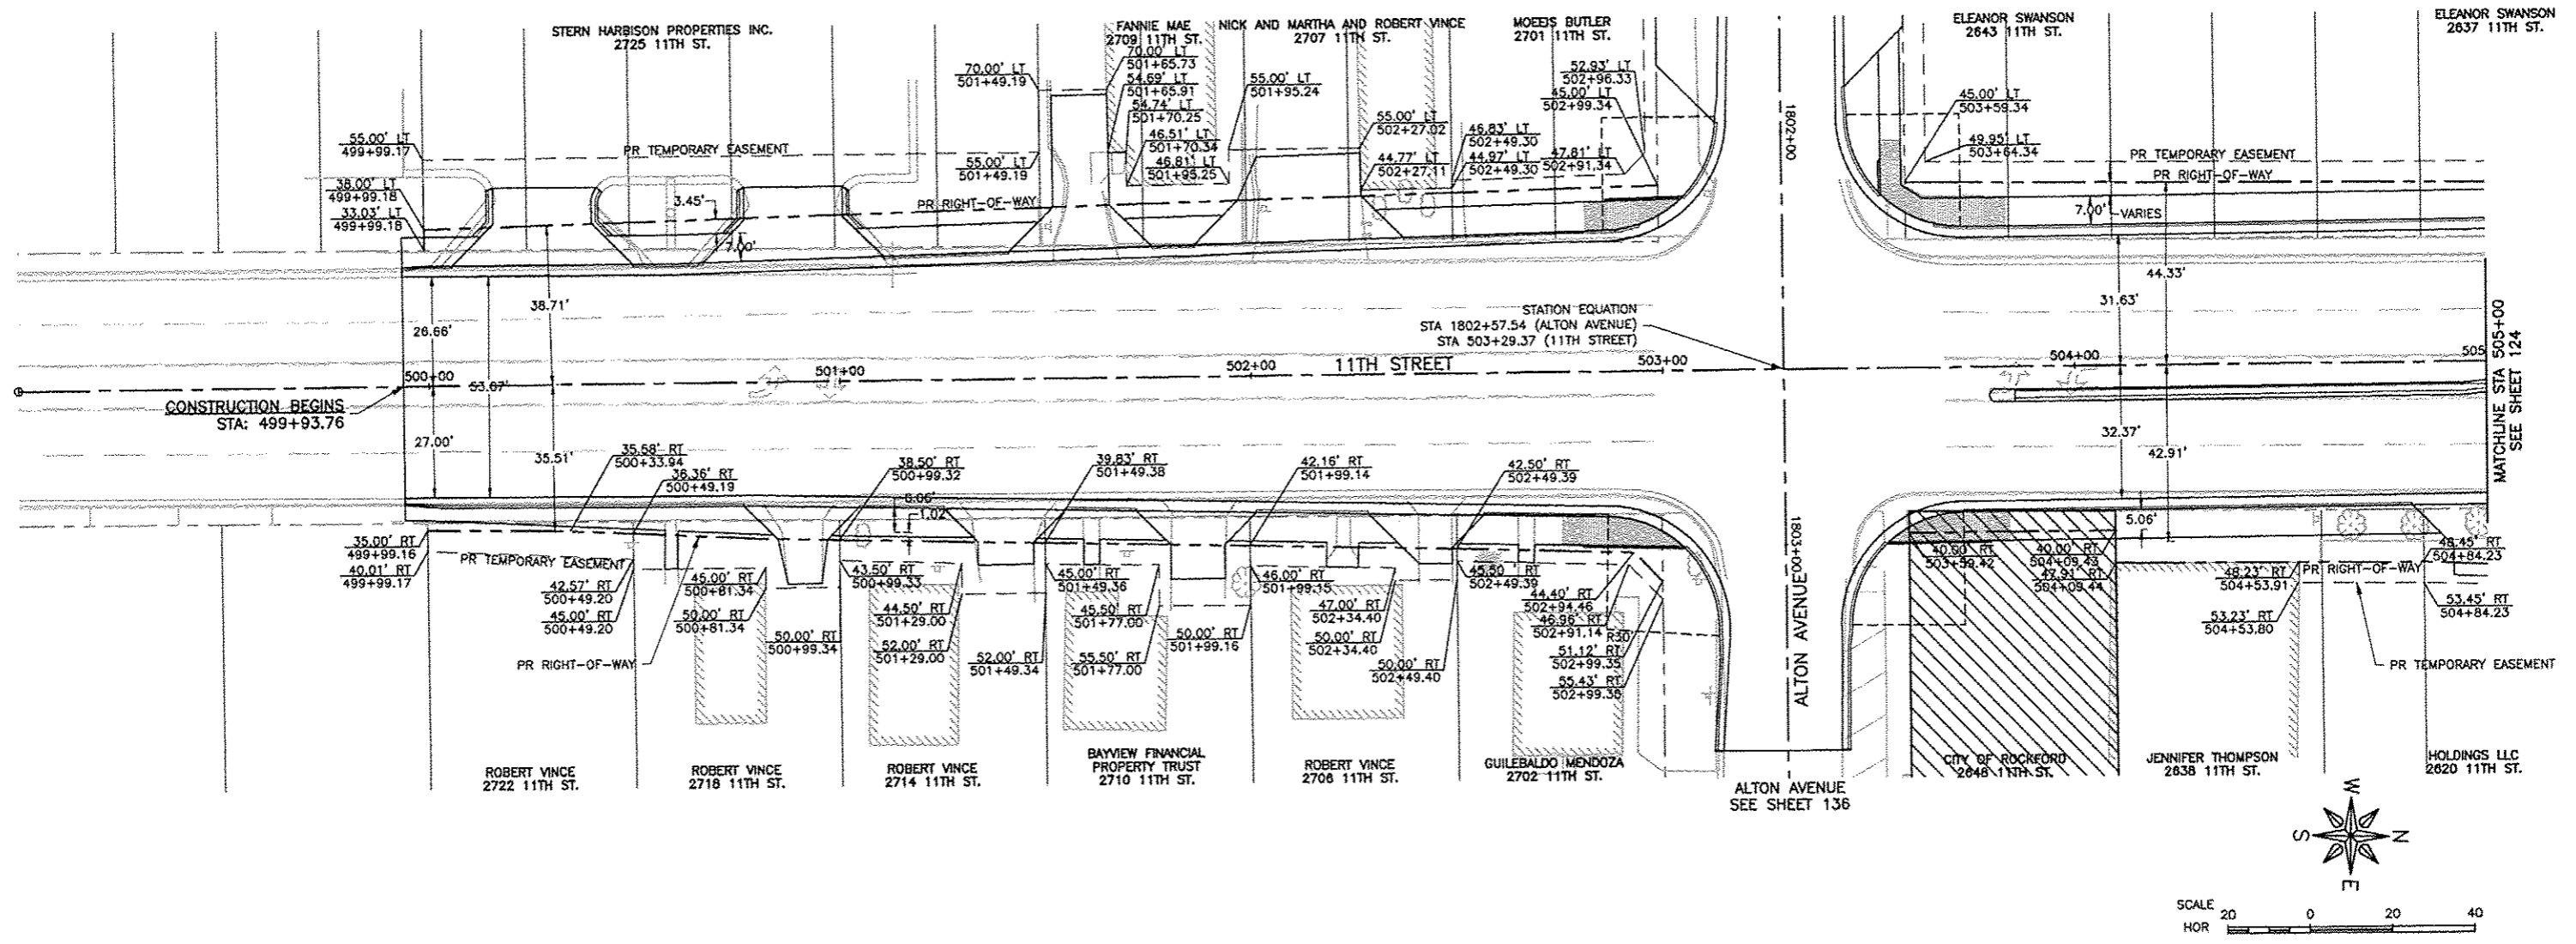 STERN HARBISON PROPERTIES INC.
2725 11TH ST.
FANNIE MAE
2709 11TH ST.
NICK AND MARTHA AND ROBERT VINCE
2707 11TH ST.
MOEEIS BUTLER
2701 11TH ST.
ELEANOR SWANSON
2643 11TH ST.
ELEANOR SWANSON
2637 11TH ST.
55.00' LT
499+99.17
38.00' LT
499+99.18
33.03' LT
499+99.18
PR TEMPORARY EASEMENT
3.45'
7.00'
70.00' LT
501+49.19
55.00' LT
501+49.19
PR RIGHT-OF-WAY
70.00' LT
501+65.73
54.69' LT
501+65.91
54.74' LT
501+70.25
46.51' LT
501+70.34
46.81' LT
501+95.25
55.00' LT
501+95.24
55.00' LT
502+27.02
44.77' LT
502+27.11
46.83' LT
502+49.30
44.97' LT
502+49.30
52.93' LT
502+96.33
45.00' LT
502+99.34
47.81' LT
502+91.34
1802+00
45.00' LT
503+59.34
49.95' LT
503+64.34
PR TEMPORARY EASEMENT
PR RIGHT-OF-WAY
7.00'
VARIES
26.66'
38.71'
53.67'
27.00'
35.51'
500+00
501+00
502+00
11TH STREET
503+00
504+00
505
STATION EQUATION
STA 1802+57.54 (ALTON AVENUE)
STA 503+29.37 (11TH STREET)
44.33'
31.63'
32.37'
42.91'
MATCHLINE STA 505+00
SEE SHEET 124
CONSTRUCTION BEGINS
STA: 499+93.76
35.58' RT
500+33.94
36.36' RT
500+49.19
38.50' RT
500+99.32
6.06'
1.02'
39.83' RT
501+49.38
42.16' RT
501+99.14
42.50' RT
502+49.39
35.00' RT
499+99.16
40.01' RT
499+99.17
PR TEMPORARY EASEMENT
42.57' RT
500+49.20
45.00' RT
500+49.20
PR RIGHT-OF-WAY
45.00' RT
500+81.34
50.00' RT
500+81.34
50.00' RT
500+99.34
43.50' RT
500+99.33
44.50' RT
501+29.00
52.00' RT
501+29.00
52.00' RT
501+49.34
45.00' RT
501+49.36
45.50' RT
501+77.00
55.50' RT
501+77.00
50.00' RT
501+99.16
46.00' RT
501+99.15
47.00' RT
502+34.40
50.00' RT
502+34.40
50.00' RT
502+49.40
45.50' RT
502+49.39
44.40' RT
502+94.46
46.96' RT
502+91.14
R30'
51.12' RT
502+99.35
55.43' RT
502+99.36
1803+00
ALTON AVENUE
40.00' RT
503+59.42
40.00' RT
504+09.43
47.91' RT
504+09.44
5.06'
48.23' RT
504+53.91
53.23' RT
504+53.80
PR RIGHT-OF-WAY
48.45' RT
504+84.23
53.45' RT
504+84.23
PR TEMPORARY EASEMENT
ROBERT VINCE
2722 11TH ST.
ROBERT VINCE
2718 11TH ST.
ROBERT VINCE
2714 11TH ST.
BAYVIEW FINANCIAL
PROPERTY TRUST
2710 11TH ST.
ROBERT VINCE
2706 11TH ST.
GUILEBALDO MENDOZA
2702 11TH ST.
ALTON AVENUE
SEE SHEET 136
CITY OF ROCKFORD
2648 11TH ST.
JENNIFER THOMPSON
2638 11TH ST.
HOLDINGS LLC
2620 11TH ST.
W
S
N
E
SCALE
HOR
20 0 20 40